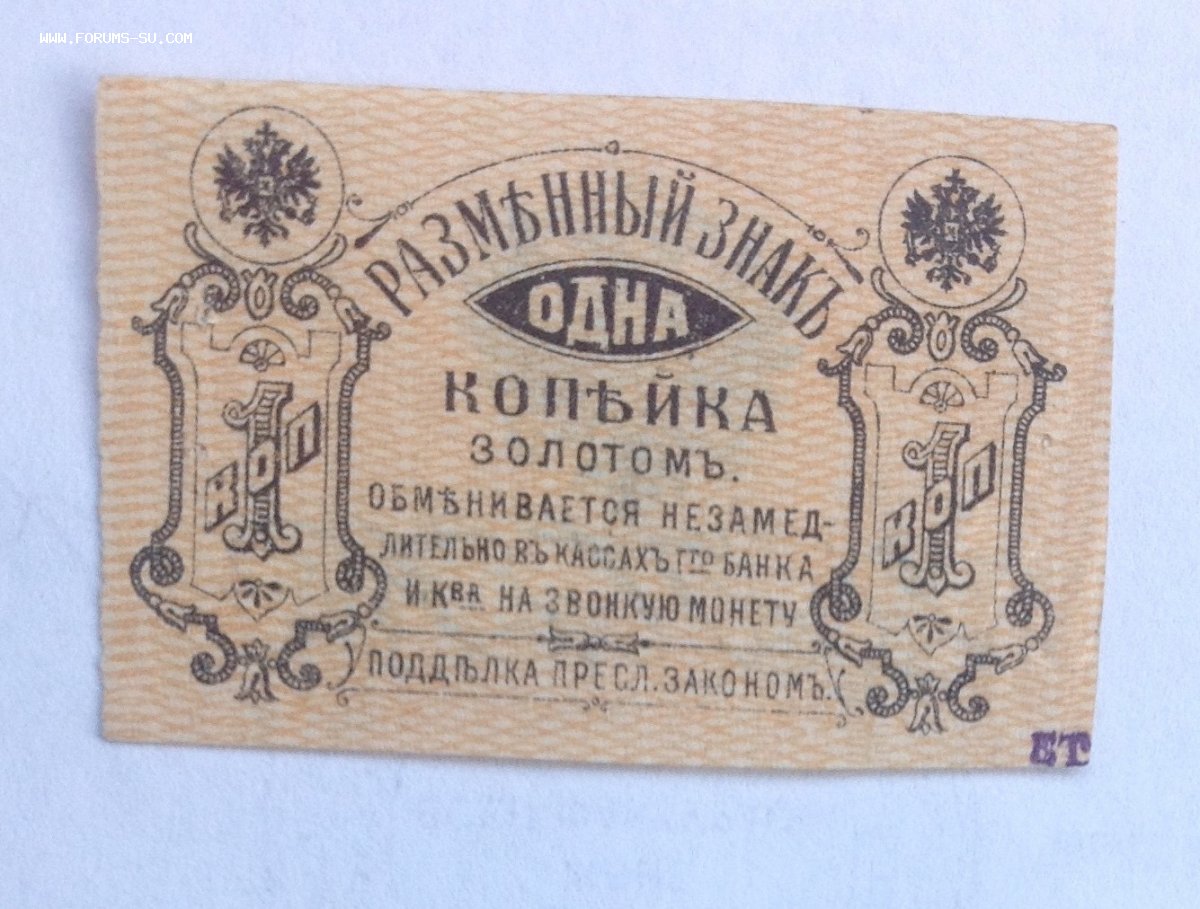 WWW.FORUMS-SU.COM
РАЗМѢННЫЙ ЗНАКЪ
ОДНА
КОПѢЙКА
ЗОЛОТОМЪ.
1
КОП
1
КОП
ОБМѢНИВАЕТСЯ НЕЗАМЕД-
ЛИТЕЛЬНО ВЪ КАССАХЪ ГТО БАНКА
И КВА НА ЗВОНКУЮ МОНЕТУ
ПОДДѢЛКА ПРЕСЛ. ЗАКОНОМЪ.
БТ